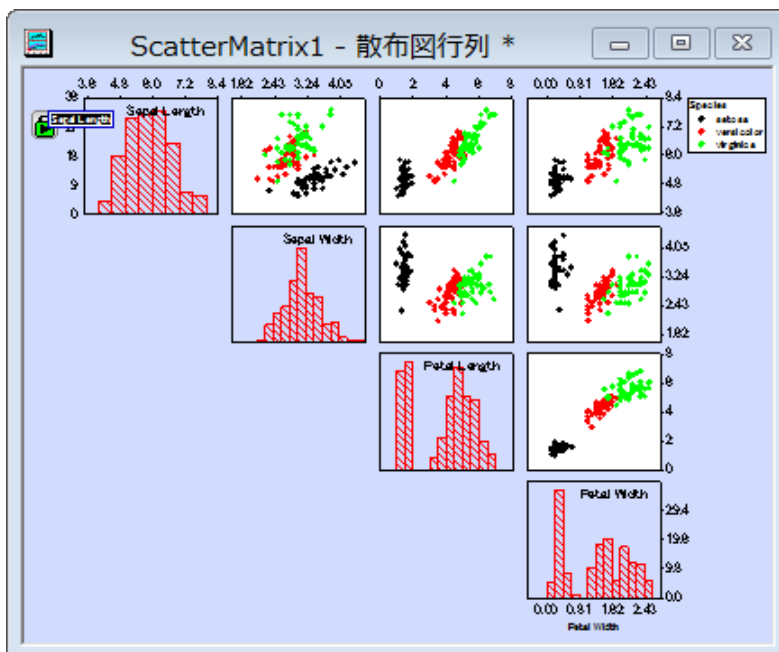 ScatterMatrix1 - 散布図行列 *
3.8 4.9 6.0 7.2 8.4 1.82 2.43 3.24 4.05 0 2 4 6 8 0.00 0.81 1.62 2.43
36
18
9
0
Sepal Length
Sepal Length
Species
setosa
versicolor
virginica
8.4
7.2
6.0
4.9
3.8
Sepal Width
4.05
3.24
2.43
1.62
Petal Length
8
6
4
2
0
Petal Width
29.4
19.6
9.8
0.0
0.00 0.81 1.62 2.43
Petal Width